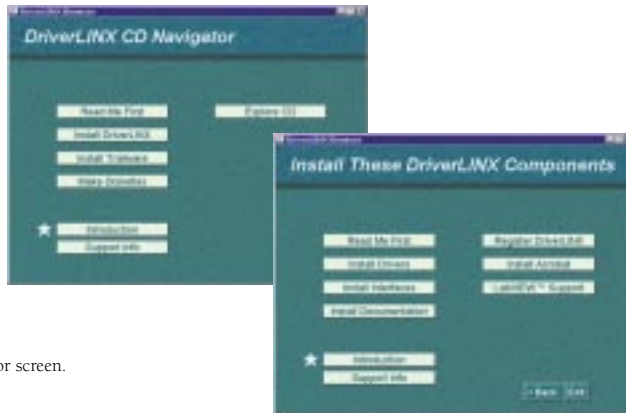 DriverLINX CD Navigator
Read Me First
Explore CD
Install DriverLINX
Install Trialware
Make Diskettes
Introduction
Support Info
Install These DriverLINX Components
Read Me First
Register DriverLINX
Install Drivers
Install Acrobat
Install Interfaces
LabVIEW™ Support
Install Documentation
Introduction
Support Info
< Back Exit
or screen.